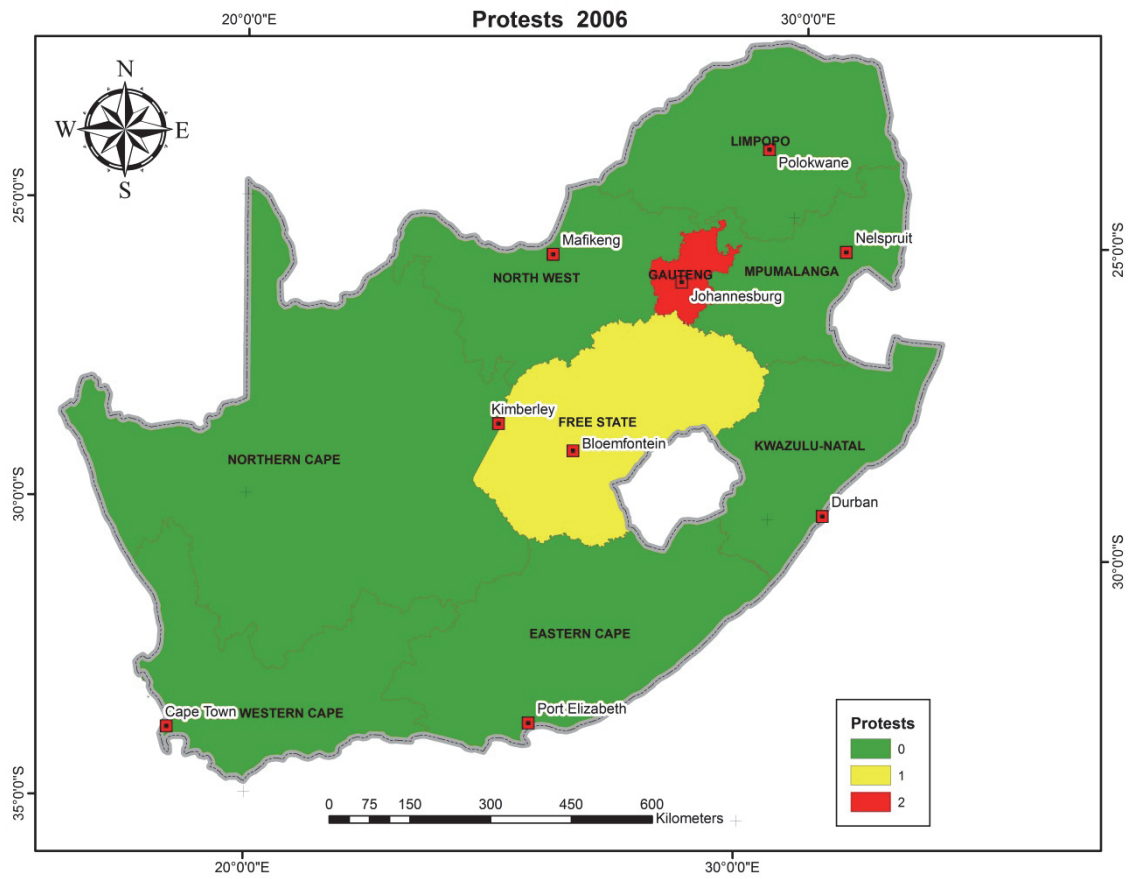 Protests 2006
20°0'0"E
30°0'0"E
N
W
E
S
LIMPOPO
Polokwane
25°0'0"S
25°0'0"S
Mafikeng
Nelspruit
NORTH WEST
GAUTENG
MPUMALANGA
Johannesburg
Kimberley
FREE STATE
Bloemfontein
KWAZULU-NATAL
NORTHERN CAPE
30°0'0"S
Durban
30°0'0"S
EASTERN CAPE
Cape Town
WESTERN CAPE
Port Elizabeth
Protests
0
1
2
35°0'0"S
0 75 150 300 450 600
Kilometers
20°0'0"E
30°0'0"E